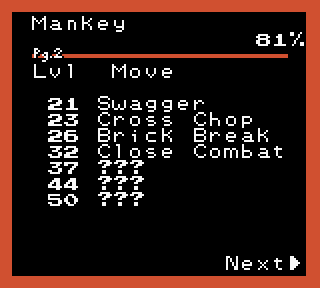 Mankey
81%
Pg.2
Lvl Move
21 Swagger
23 Cross Chop
26 Brick Break
32 Close Combat
37 ???
44 ???
50 ???
Next